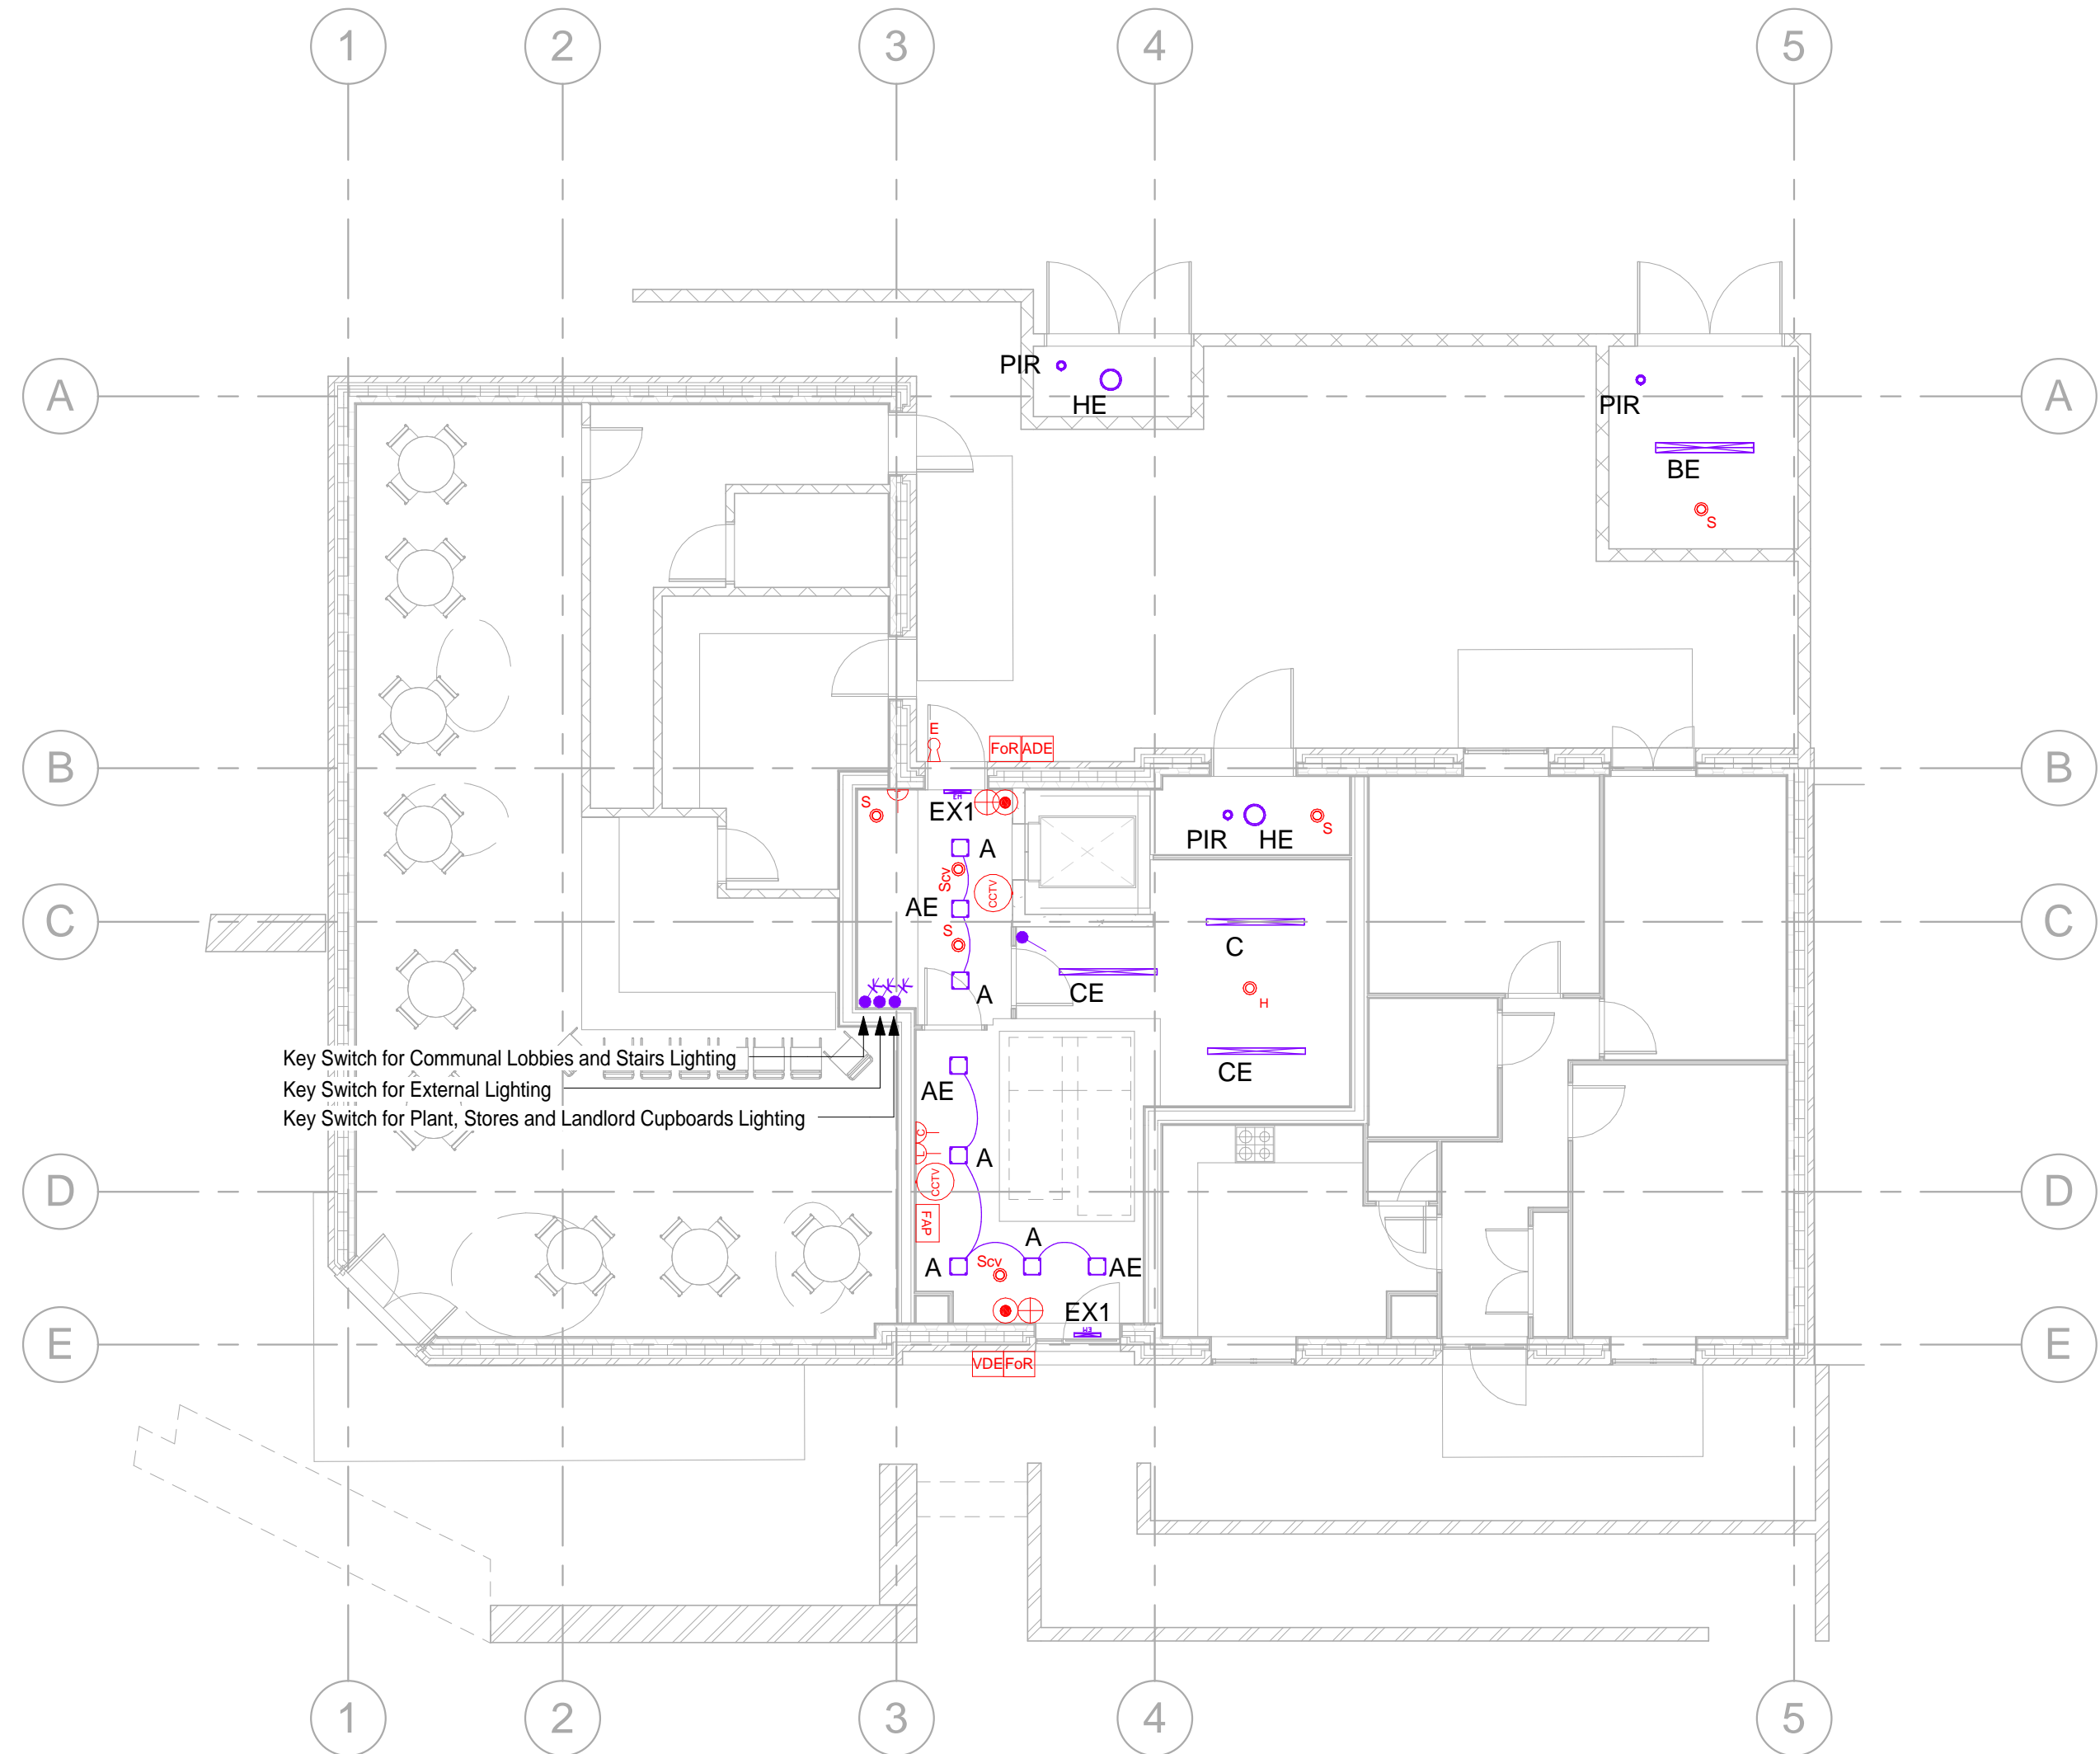 1 2 3 4 5
A A
PIR
HE
PIR
BE
S
E
FoR ADE
B B
S
EX1
PIR HE S
A
Scv
CCTV
AE
C C
S
C
A
CE
H
Key Switch for Communal Lobbies and Stairs Lighting
CE
Key Switch for External Lighting
AE
Key Switch for Plant, Stores and Landlord Cupboards Lighting
C
L
A
CCTV
D D
FAP
A
Scv
A AE
EX1
E E
VDE FoR
1 2 3 4 5